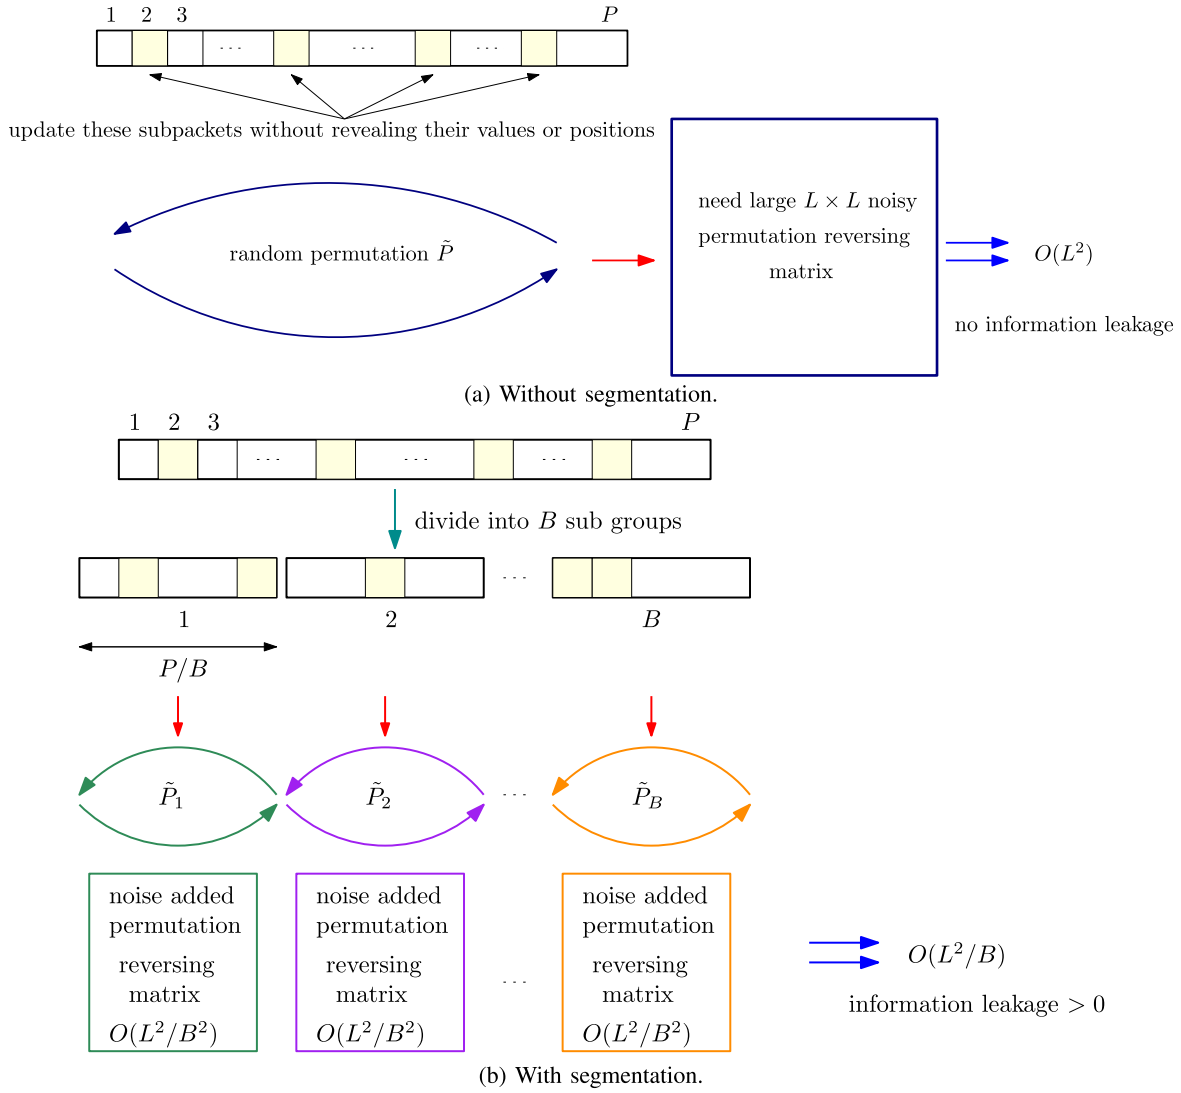 1 2 3 P
... ... ...
update these subpackets without revealing their values or positions
random permutation P̃
need large L × L noisy
permutation reversing
matrix
O(L²)
no information leakage
(a) Without segmentation.
1 2 3 P
... ... ...
divide into B sub groups
...
1 2 B
P/B
P̃₁ P̃₂ ... P̃_B
noise added
permutation
reversing
matrix
O(L²/B²)
noise added
permutation
reversing
matrix
O(L²/B²)
...
noise added
permutation
reversing
matrix
O(L²/B²)
O(L²/B)
information leakage > 0
(b) With segmentation.